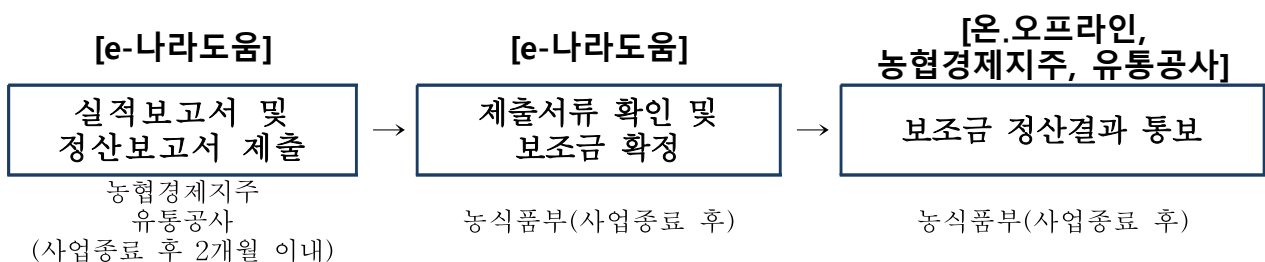 [e-나라도움]
실적보고서 및
정산보고서 제출
농협경제지주
유통공사
(사업종료 후 2개월 이내)
→
[e-나라도움]
제출서류 확인 및
보조금 확정
농식품부(사업종료 후)
→
[온.오프라인,
농협경제지주, 유통공사]
보조금 정산결과 통보
농식품부(사업종료 후)